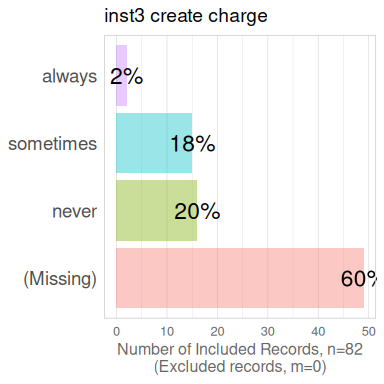 inst3 create charge
always
2%
sometimes
18%
never
20%
(Missing)
60%
0 10 20 30 40 50
Number of Included Records, n=82
(Excluded records, m=0)